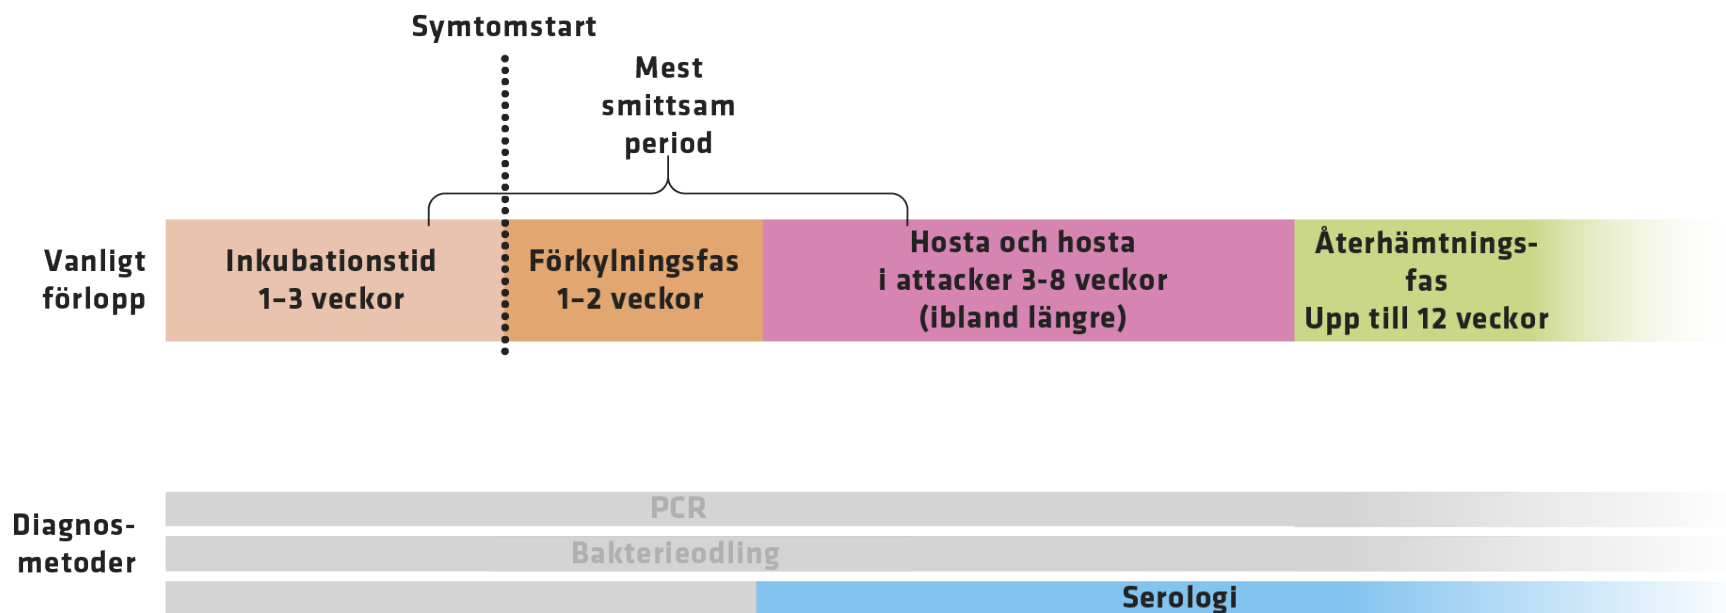 Symtomstart
Mest
smittsam
period
Vanligt
förlopp
Inkubationstid
1–3 veckor
Förkylningsfas
1–2 veckor
Hosta och hosta
i attacker 3-8 veckor
(ibland längre)
Återhämtnings-
fas
Upp till 12 veckor
Diagnos-
metoder
PCR
Bakterieodling
Serologi